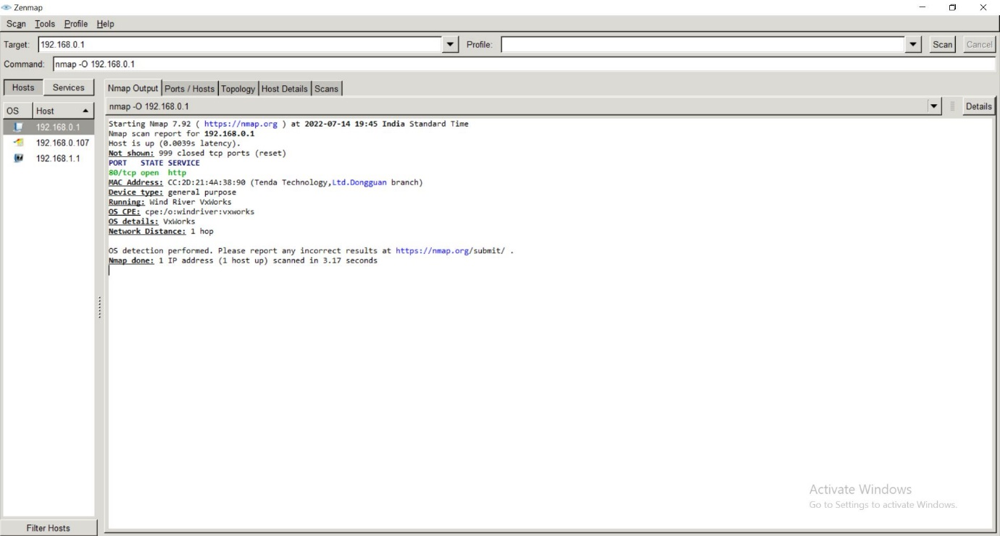 Zenmap
Scan Tools Profile Help
Target: 192.168.0.1 Profile: Scan Cancel
Command: nmap -O 192.168.0.1
Hosts Services Nmap Output Ports / Hosts Topology Host Details Scans
OS Host nmap -O 192.168.0.1 Details
192.168.0.1
192.168.0.107
192.168.1.1
Starting Nmap 7.92 ( https://nmap.org ) at 2022-07-14 19:45 India Standard Time
Nmap scan report for 192.168.0.1
Host is up (0.0039s latency).
Not shown: 999 closed tcp ports (reset)
PORT STATE SERVICE
80/tcp open http
MAC Address: CC:2D:21:4A:38:90 (Tenda Technology,Ltd.Dongguan branch)
Device type: general purpose
Running: Wind River VxWorks
OS CPE: cpe:/o:windriver:vxworks
OS details: VxWorks
Network Distance: 1 hop
OS detection performed. Please report any incorrect results at https://nmap.org/submit/ .
Nmap done: 1 IP address (1 host up) scanned in 3.17 seconds
Activate Windows
Go to Settings to activate Windows.
Filter Hosts